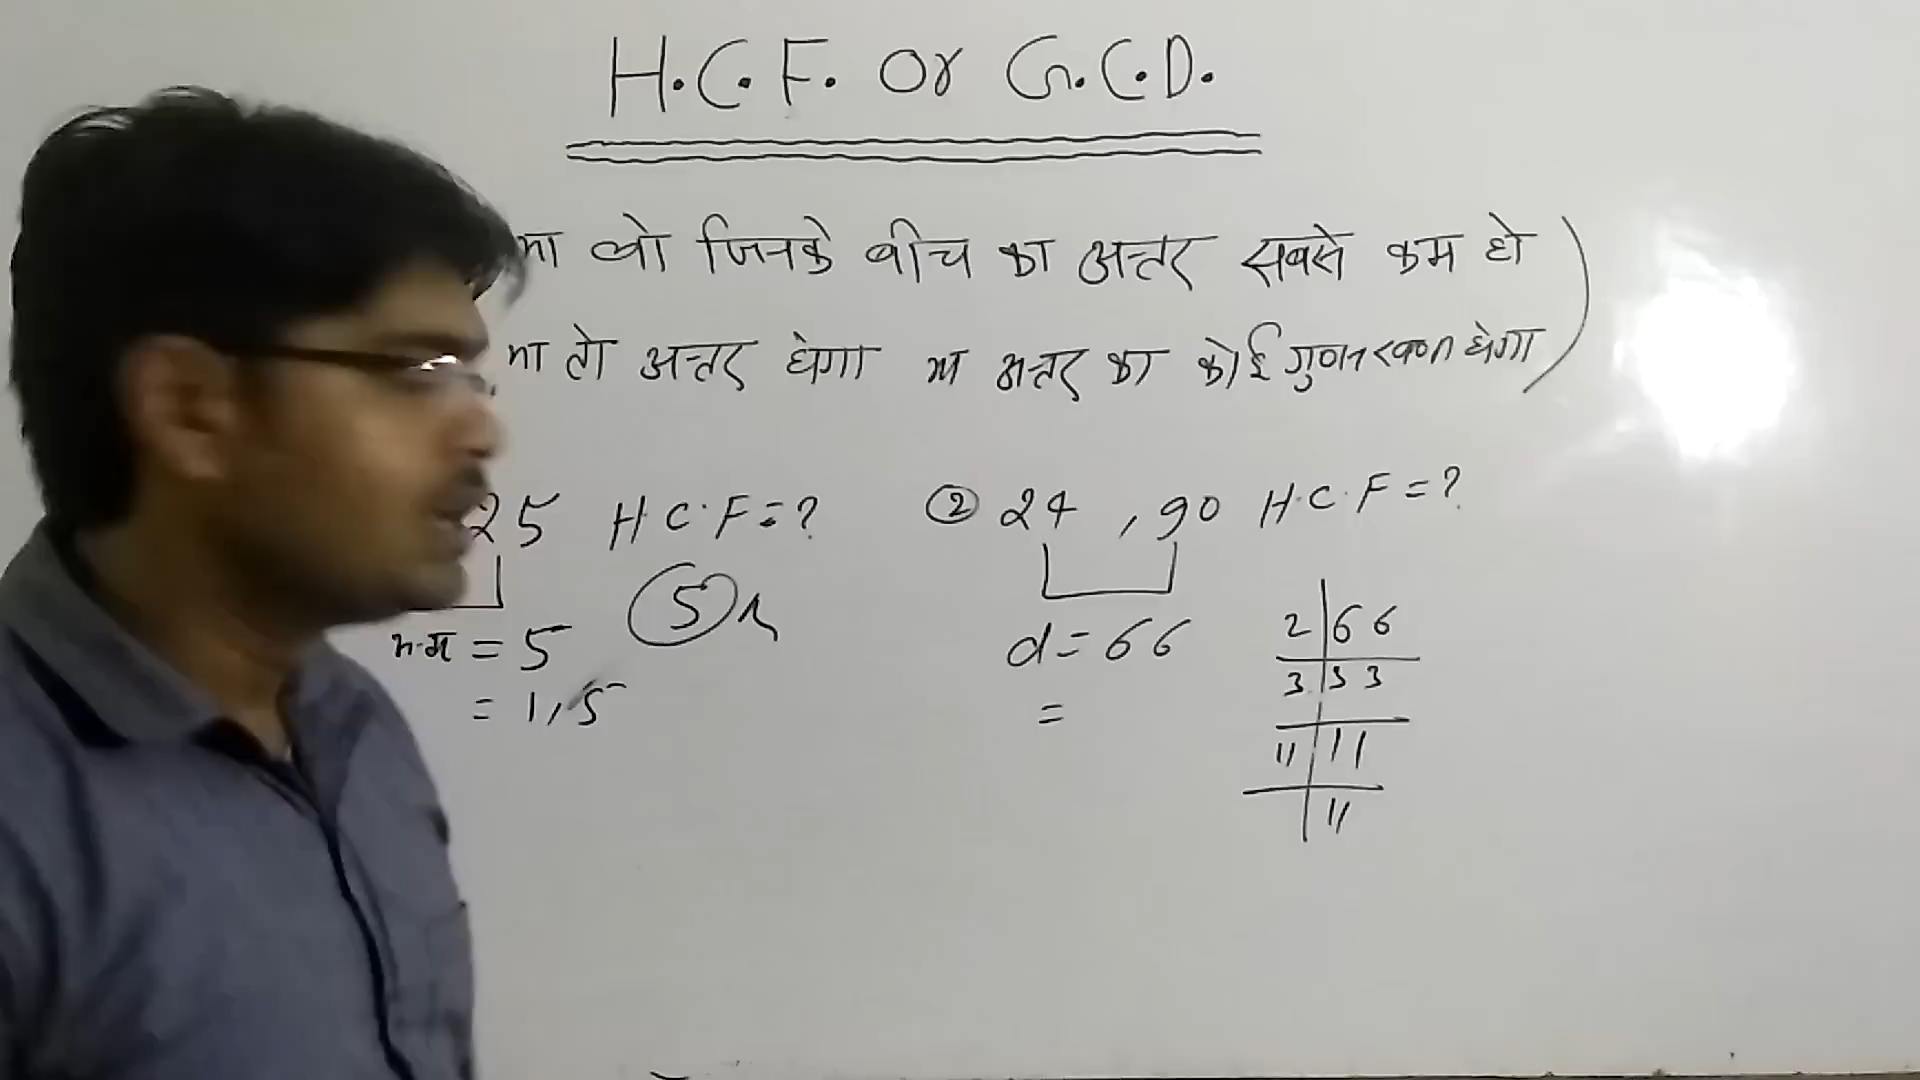 H.C.F. Or G.C.D.
वो जिनके बीच का अन्तर सबसे कम हो)
तो अन्तर होगा या अन्तर का कोई गुणनखण्ड होगा
25 H.C.F=? ② 24 , 90 H.C.F=?
5
= 5 d = 66 2 | 66
= 1, 5 = 3 | 33
11 | 11
11